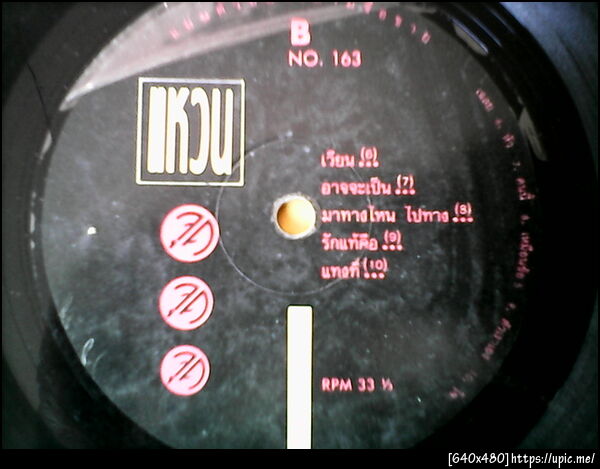 B
NO. 163
แหวน
เวียน (6)
อาจจะเป็น (7)
มาทางไหน ไปทาง (8)
รักแท้คือ (9)
แทงที่ (10)
RPM 33 ⅓
[640x480] https://upic.me/